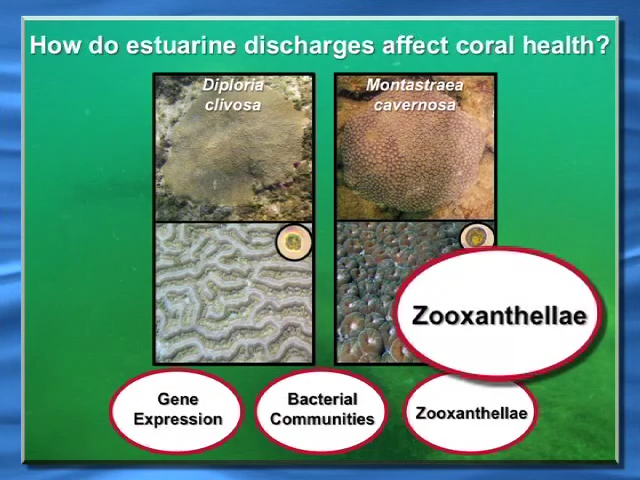 How do estuarine discharges affect coral health?
Diploria
clivosa
Montastraea
cavernosa
Zooxanthellae
Gene
Expression
Bacterial
Communities
Zooxanthellae